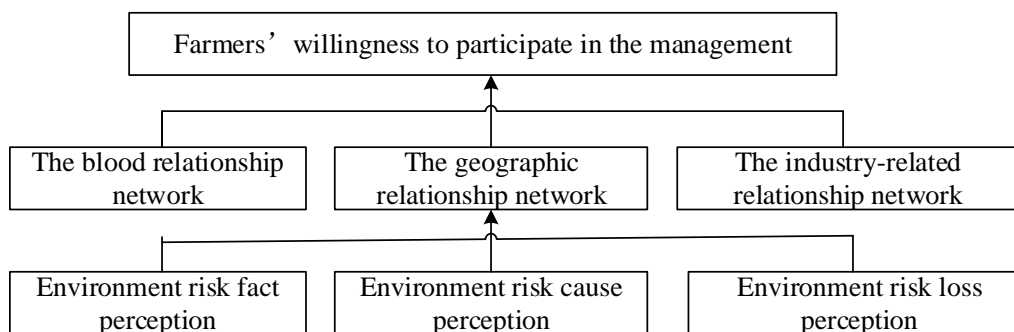 Farmers’ willingness to participate in the management
The blood relationship
network
The geographic
relationship network
The industry-related
relationship network
Environment risk fact
perception
Environment risk cause
perception
Environment risk loss
perception